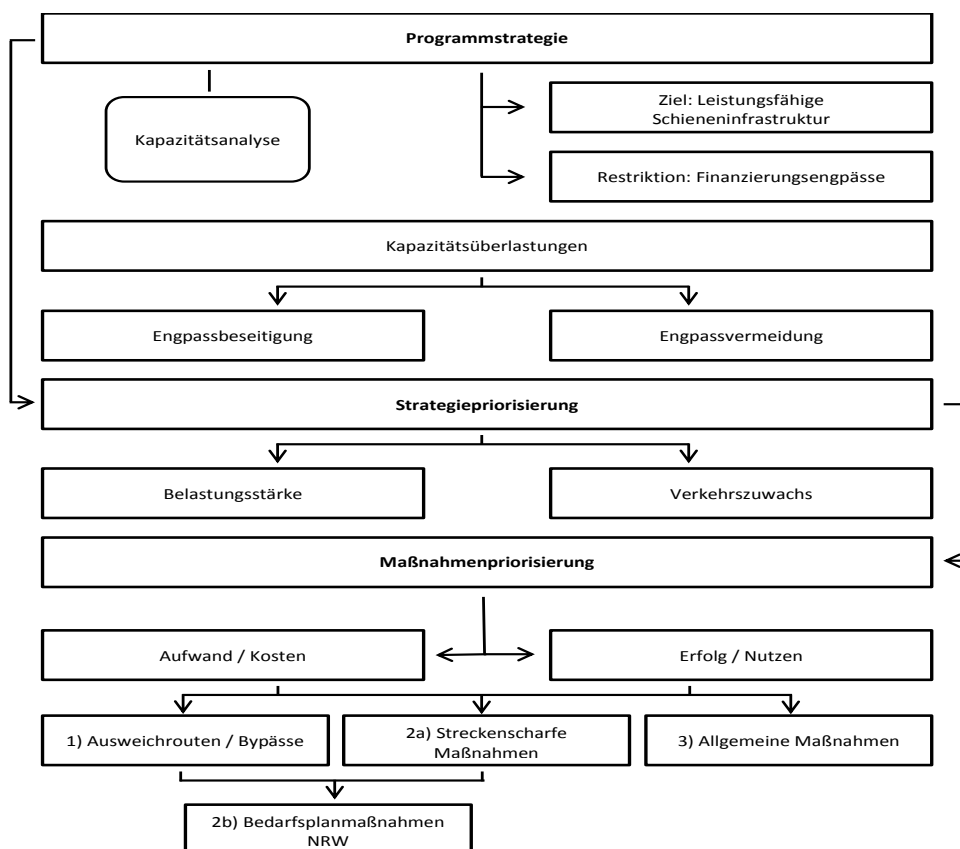 Programmstrategie
Kapazitätsanalyse
Ziel: Leistungsfähige
Schieneninfrastruktur
Restriktion: Finanzierungsengpässe
Kapazitätsüberlastungen
Engpassbeseitigung
Engpassvermeidung
Strategiepriorisierung
Belastungsstärke
Verkehrszuwachs
Maßnahmenpriorisierung
Aufwand / Kosten
Erfolg / Nutzen
1) Ausweichrouten / Bypässe
2a) Streckenscharfe
Maßnahmen
3) Allgemeine Maßnahmen
2b) Bedarfsplanmaßnahmen
NRW